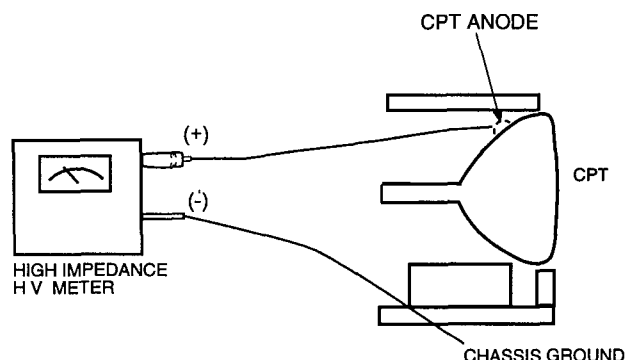 CPT ANODE
(+)
CPT
(-)
HIGH IMPEDANCE
H V METER
CHASSIS GROUND